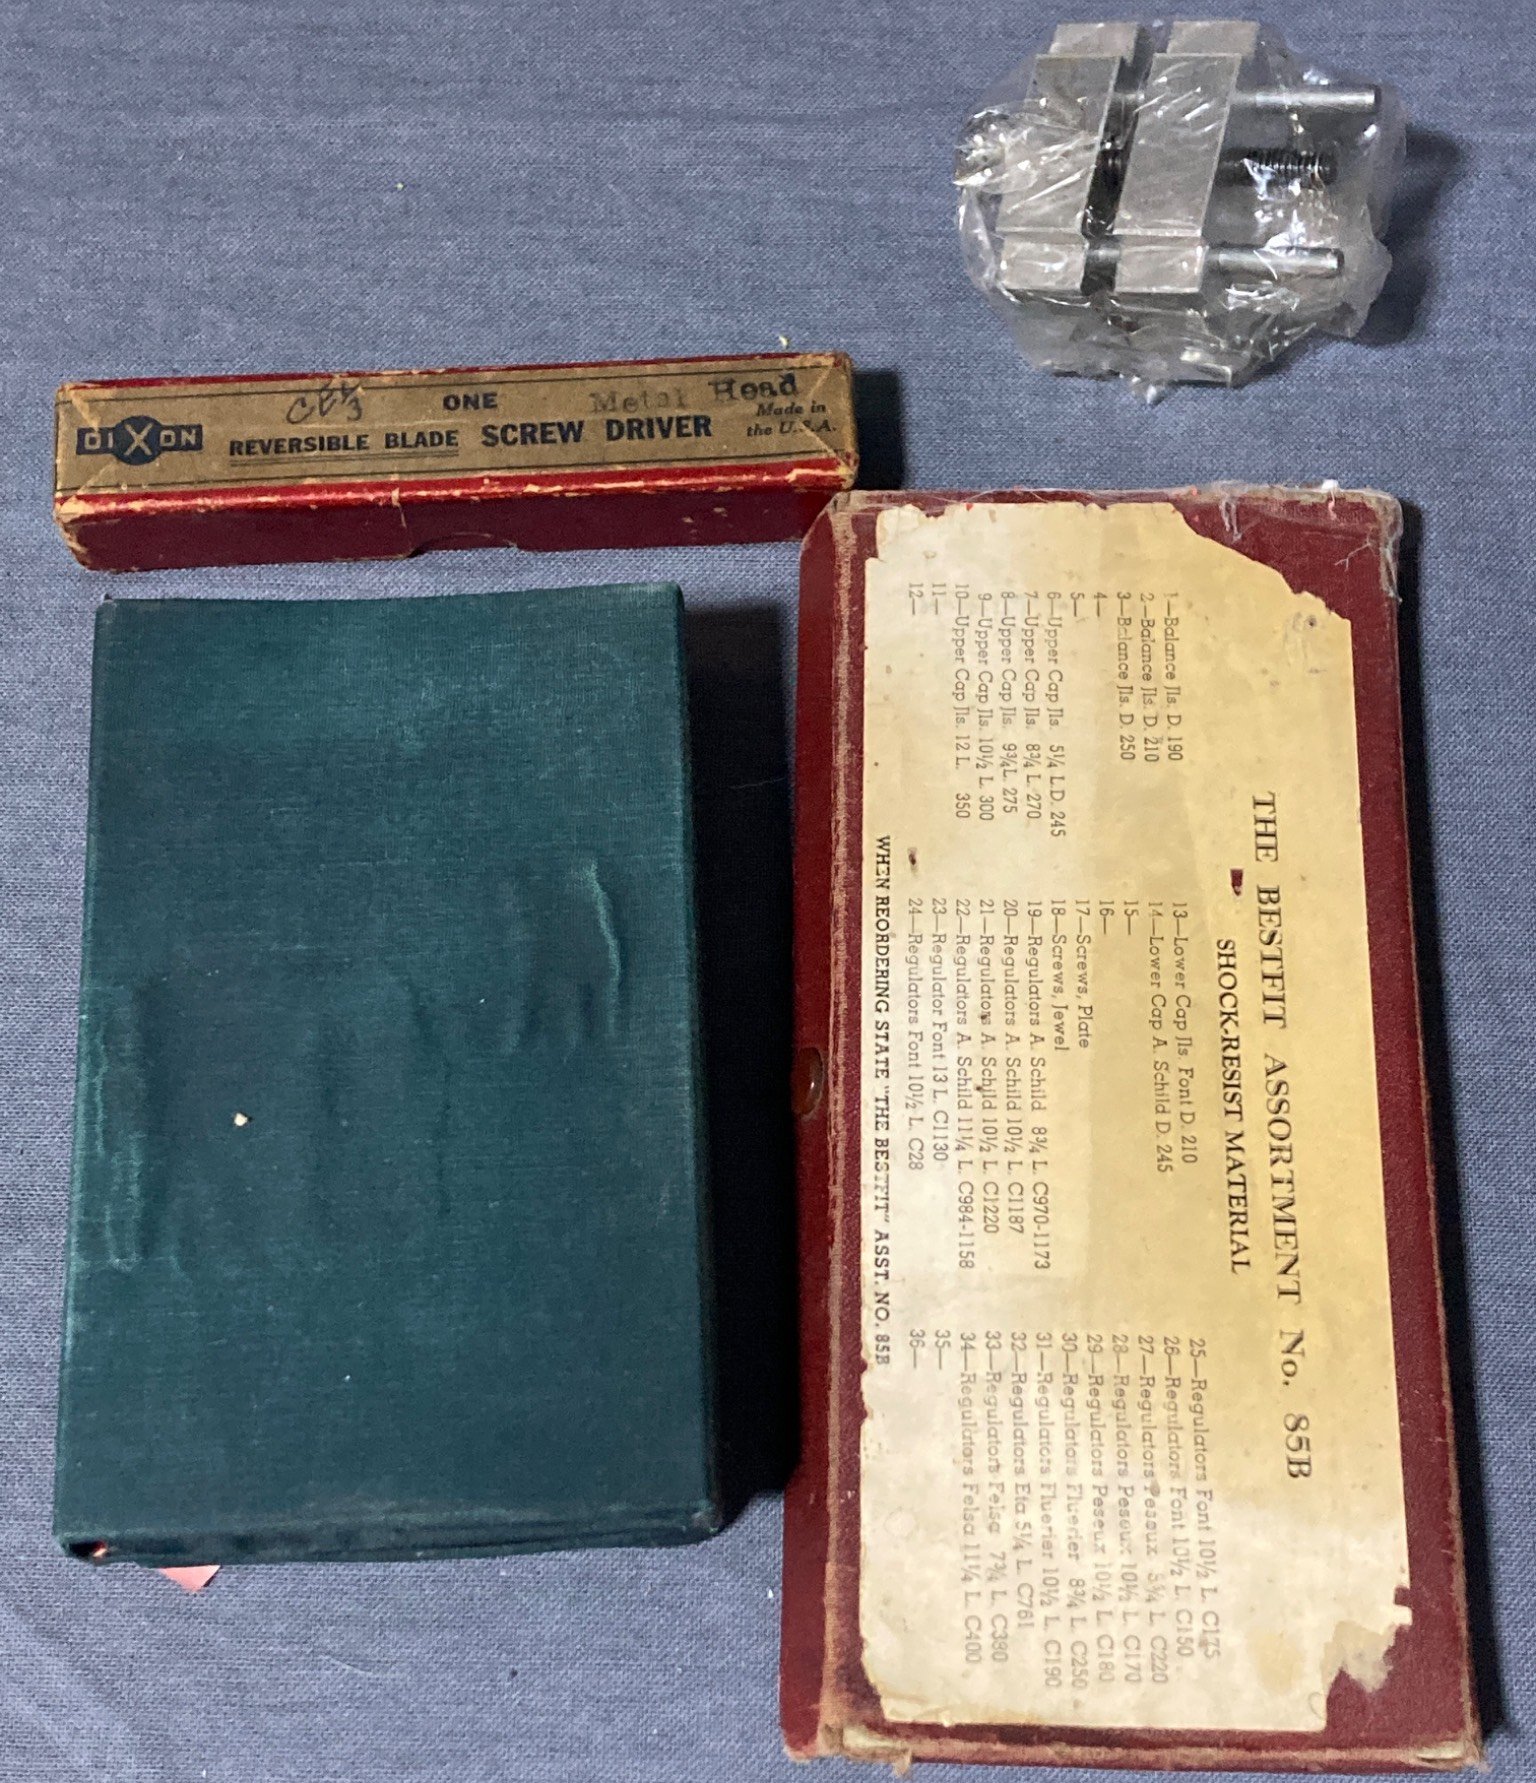 CEE3 ONE Metal Head
DIXON REVERSIBLE BLADE SCREW DRIVER Made in
the U.S.A.
THE BESTFIT ASSORTMENT No. 85B
SHOCK-RESIST MATERIAL
1—Balance Jls. D. 190
2—Balance Jls. D. 210
3—Balance Jls. D. 250
4—
5—
6—Upper Cap Jls. 5¼ L.D. 245
7—Upper Cap Jls. 8¾ L. 270
8—Upper Cap Jls. 9¾ L. 275
9—Upper Cap Jls. 10½ L. 300
10—Upper Cap Jls. 12 L. 350
11—
12—
13—Lower Cap Jls. Font D. 210
14—Lower Cap A. Schild D. 245
15—
16—
17—Screws, Plate
18—Screws, Jewel
19—Regulators A. Schild 8¾ L. C970-1173
20—Regulators A. Schild 10½ L. C1187
21—Regulators A. Schild 10½ L. C1220
22—Regulators A. Schild 11¼ L. C984-1158
23—Regulator Font 13 L. C1130
24—Regulators Font 10½ L. C28
25—Regulators Font 10½ L. C175
26—Regulators Font 10½ L. C150
27—Regulators Peseux 5¼ L. C220
28—Regulators Peseux 10½ L. C170
29—Regulators Peseux 10½ L. C180
30—Regulators Fluerier 8¾ L. C250
31—Regulators Fluerier 10½ L. C190
32—Regulators Eta 5¼ L. C761
33—Regulators Felsa 7¾ L. C380
34—Regulators Felsa 11¼ L. C400
35—
36—
WHEN REORDERING STATE "THE BESTFIT" ASST. NO. 85B